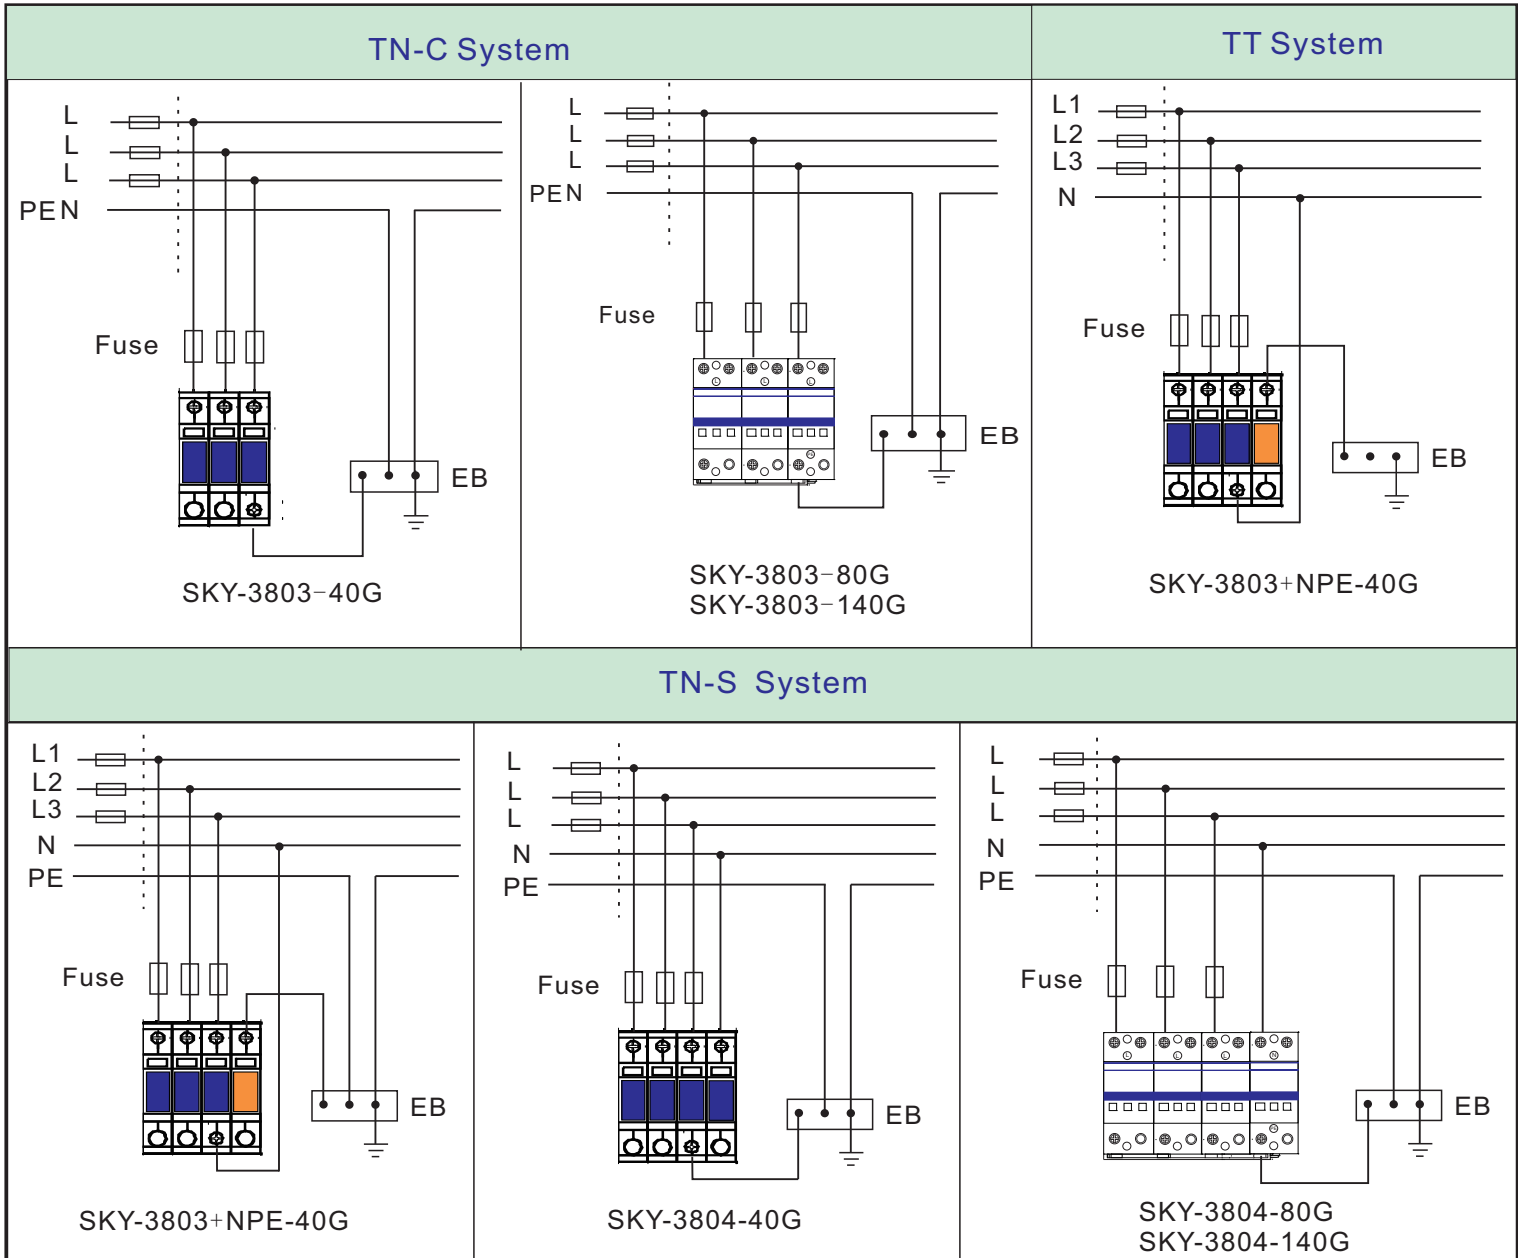 TN-C System
TT System
L
L
L
PEN
Fuse
EB
SKY-3803-40G
L
L
L
PEN
Fuse
L
L
L
EB
SKY-3803-80G
SKY-3803-140G
L1
L2
L3
N
Fuse
EB
SKY-3803+NPE-40G
TN-S System
L1
L2
L3
N
PE
Fuse
EB
SKY-3803+NPE-40G
L
L
L
N
PE
Fuse
EB
SKY-3804-40G
L
L
L
N
PE
Fuse
L
L
L
N
EB
SKY-3804-80G
SKY-3804-140G